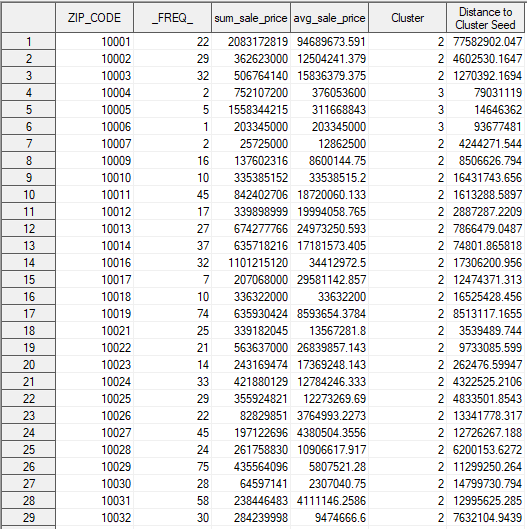 ZIP_CODE _FREQ_ sum_sale_price avg_sale_price Cluster Distance to Cluster Seed
1 10001 22 2083172819 94689673.591 2 77582902.047
2 10002 29 362623000 12504241.379 2 4602530.1647
3 10003 32 506764140 15836379.375 2 1270392.1694
4 10004 2 752107200 376053600 3 79031119
5 10005 5 1558344215 311668843 3 14646362
6 10006 1 203345000 203345000 3 93677481
7 10007 2 25725000 12862500 2 4244271.544
8 10009 16 137602316 8600144.75 2 8506626.794
9 10010 10 335385152 33538515.2 2 16431743.656
10 10011 45 842402706 18720060.133 2 1613288.5897
11 10012 17 339898999 19994058.765 2 2887287.2209
12 10013 27 674277766 24973250.593 2 7866479.0487
13 10014 37 635718216 17181573.405 2 74801.865818
14 10016 32 1101215120 34412972.5 2 17306200.956
15 10017 7 207068000 29581142.857 2 12474371.313
16 10018 10 336322000 33632200 2 16525428.456
17 10019 74 635930424 8593654.3784 2 8513117.1655
18 10021 25 339182045 13567281.8 2 3539489.744
19 10022 21 563637000 26839857.143 2 9733085.599
20 10023 14 243169474 17369248.143 2 262476.59947
21 10024 33 421880129 12784246.333 2 4322525.2106
22 10025 29 355924821 12273269.69 2 4833501.8543
23 10026 22 82829851 3764993.2273 2 13341778.317
24 10027 45 197122696 4380504.3556 2 12726267.188
25 10028 24 261758830 10906617.917 2 6200153.6272
26 10029 75 435564096 5807521.28 2 11299250.264
27 10030 28 64597141 2307040.75 2 14799730.794
28 10031 58 238446483 4111146.2586 2 12995625.285
29 10032 30 284239998 9474666.6 2 7632104.9439